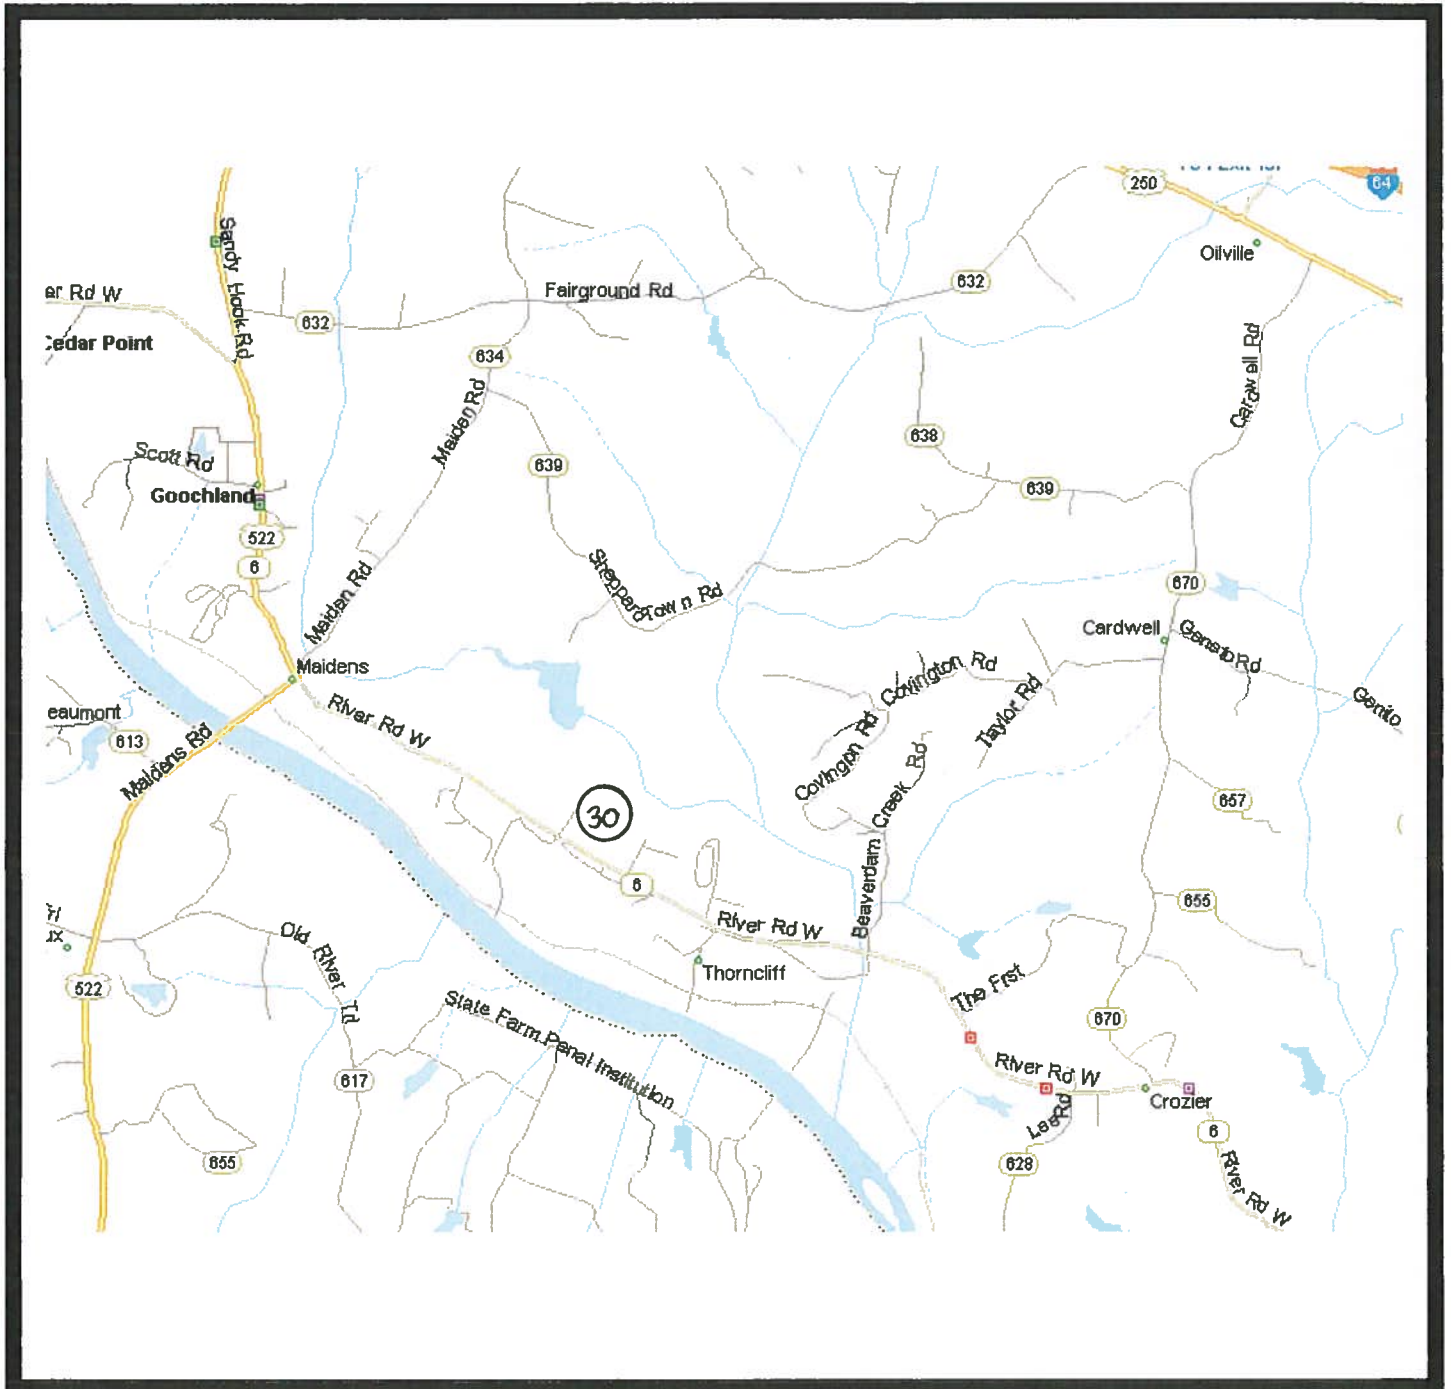 250
64
Oilville
Sandy Hook Rd
er Rd W
632
Fairground Rd
632
Cedar Point
634
Cardwell Rd
Maiden Rd
638
Scott Rd
639
639
Goochland
522
6
Maiden Rd
Sheppard Town Rd
670
Cardwell
Genito Rd
Maidens
Covington Rd
Taylor Rd
Genito
eaumont
River Rd W
613
Maidens Rd
Covington Rd
Beaverdam Creek Rd
657
30
6
655
River Rd W
Old River Trl
ux
Thorncliff
522
The Frst
State Farm Penal Institution
670
617
River Rd W
Crozier
Lee Rd
6
655
628
River Rd W